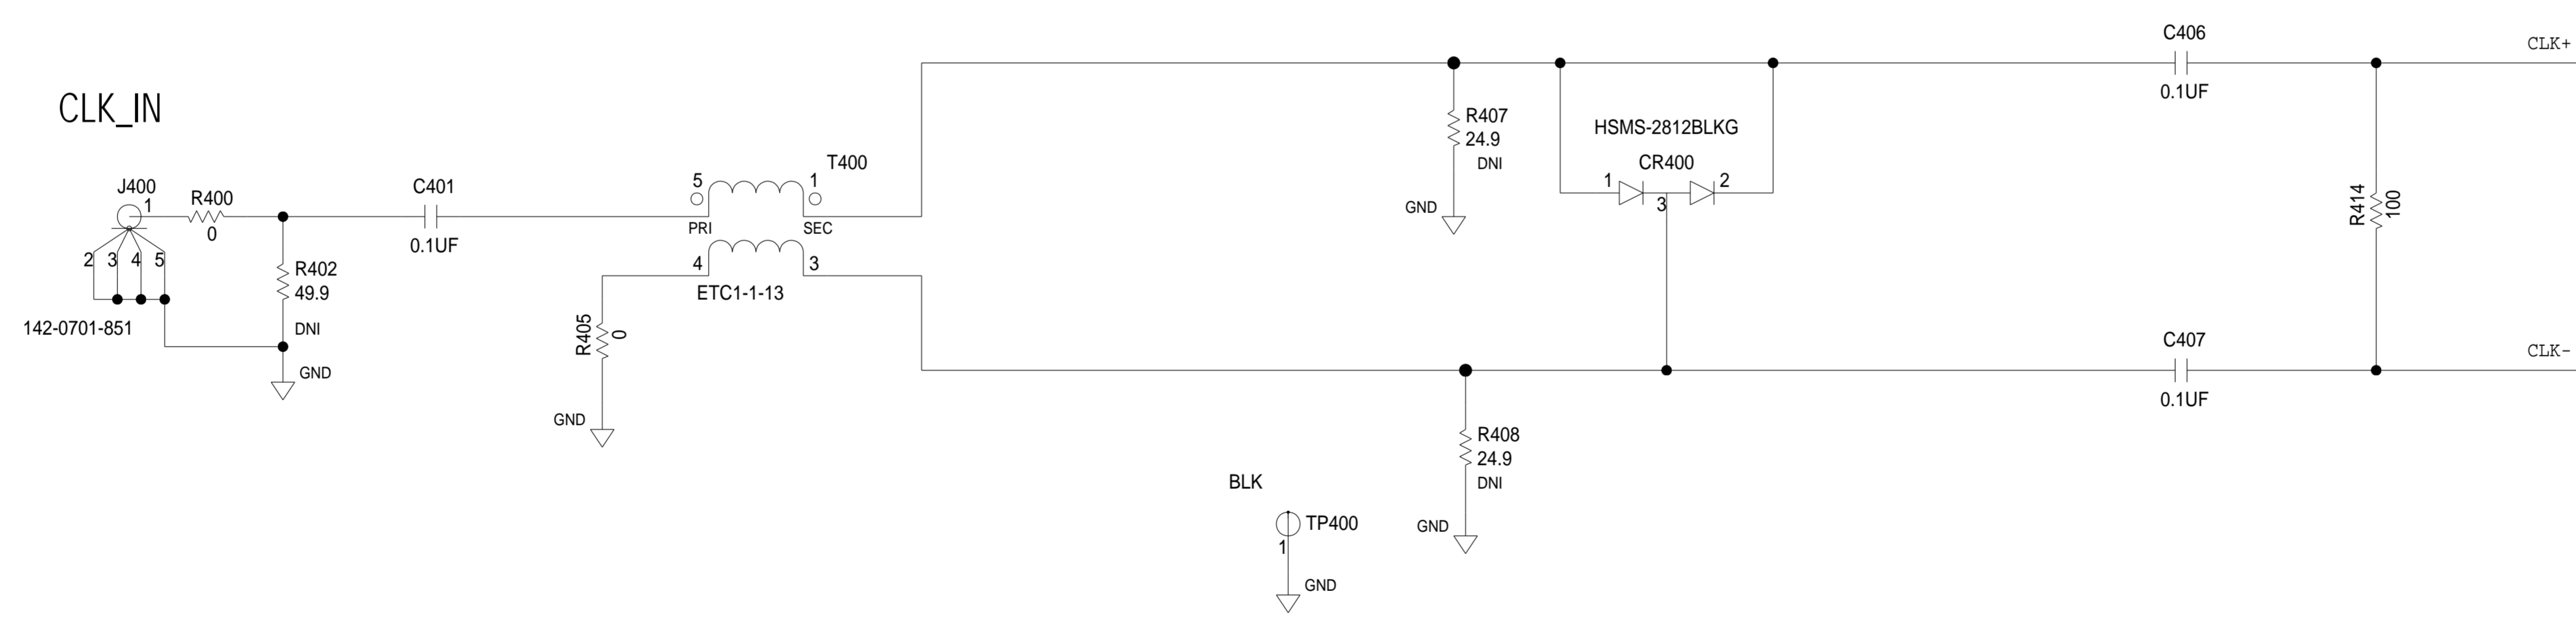 CLK_IN
J400
1
R400
0
2 3 4 5
142-0701-851
R402
49.9
DNI
GND
C401
0.1UF
R405
0
GND
T400
5 1
PRI SEC
4 3
ETC1-1-13
BLK
TP400
1
GND
R407
24.9
DNI
GND
R408
24.9
DNI
GND
HSMS-2812BLKG
CR400
1 2
3
C406
0.1UF
C407
0.1UF
R414
100
CLK+
CLK-